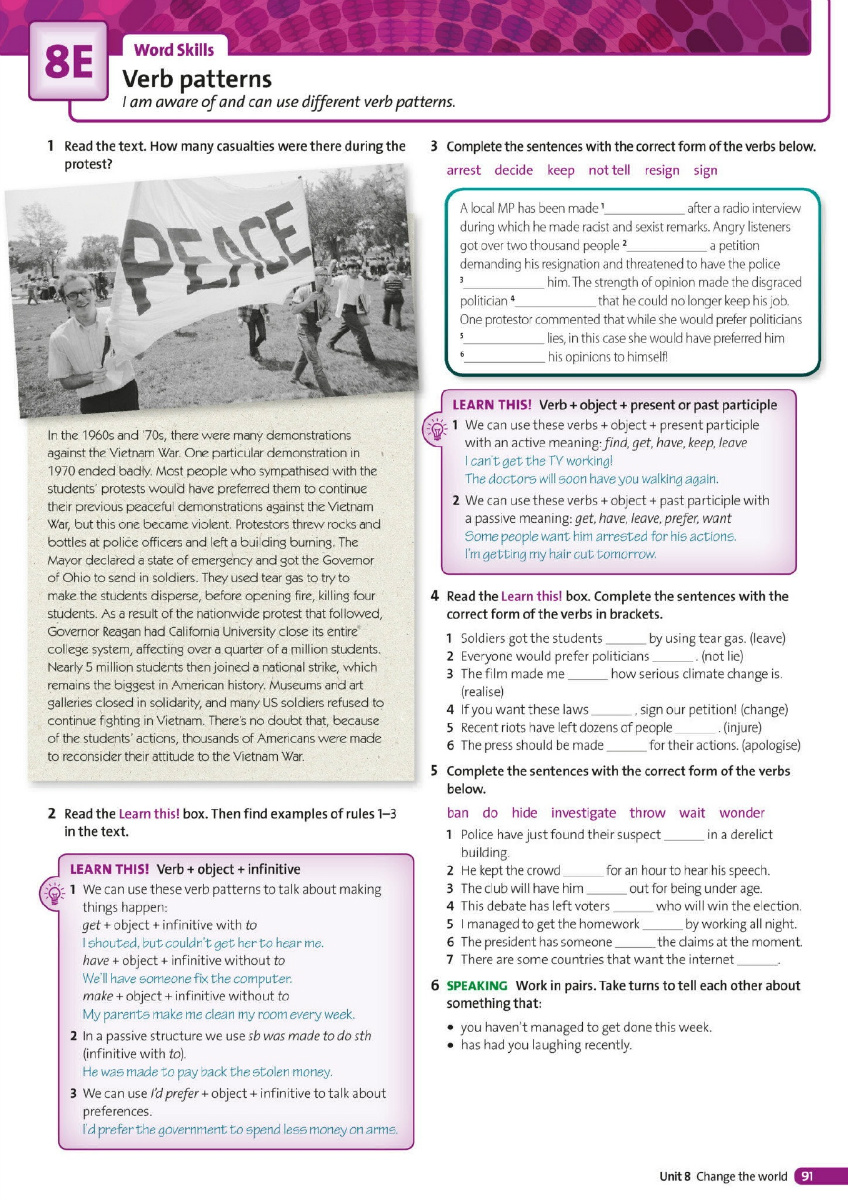 8E
Word Skills
Verb patterns
I am aware of and can use different verb patterns.
1 Read the text. How many casualties were there during the
protest?
PEACE
In the 1960s and '70s, there were many demonstrations
against the Vietnam War. One particular demonstration in
1970 ended badly. Most people who sympathised with the
students' protests would have preferred them to continue
their previous peaceful demonstrations against the Vietnam
War, but this one became violent. Protestors threw rocks and
bottles at police officers and left a building burning. The
Mayor declared a state of emergency and got the Governor
of Ohio to send in soldiers. They used tear gas to try to
make the students disperse, before opening fire, killing four
students. As a result of the nationwide protest that followed,
Governor Reagan had California University close its entire
college system, affecting over a quarter of a million students.
Nearly 5 million students then joined a national strike, which
remains the biggest in American history. Museums and art
galleries closed in solidarity, and many US soldiers refused to
continue fighting in Vietnam. There's no doubt that, because
of the students' actions, thousands of Americans were made
to reconsider their attitude to the Vietnam War.
2 Read the Learn this! box. Then find examples of rules 1–3
in the text.
LEARN THIS! Verb + object + infinitive
1 We can use these verb patterns to talk about making
things happen:
get + object + infinitive with to
I shouted, but couldn't get her to hear me.
have + object + infinitive without to
We'll have someone fix the computer.
make + object + infinitive without to
My parents make me clean my room every week.
2 In a passive structure we use sb was made to do sth
(infinitive with to).
He was made to pay back the stolen money.
3 We can use I'd prefer + object + infinitive to talk about
preferences.
I'd prefer the government to spend less money on arms.
3 Complete the sentences with the correct form of the verbs below.
arrest decide keep not tell resign sign
A local MP has been made 1____________ after a radio interview
during which he made racist and sexist remarks. Angry listeners
got over two thousand people 2____________ a petition
demanding his resignation and threatened to have the police
3____________ him. The strength of opinion made the disgraced
politician 4____________ that he could no longer keep his job.
One protestor commented that while she would prefer politicians
5____________ lies, in this case she would have preferred him
6____________ his opinions to himself!
LEARN THIS! Verb + object + present or past participle
1 We can use these verbs + object + present participle
with an active meaning: find, get, have, keep, leave
I can't get the TV working!
The doctors will soon have you walking again.
2 We can use these verbs + object + past participle with
a passive meaning: get, have, leave, prefer, want
Some people want him arrested for his actions.
I'm getting my hair cut tomorrow.
4 Read the Learn this! box. Complete the sentences with the
correct form of the verbs in brackets.
1 Soldiers got the students ______ by using tear gas. (leave)
2 Everyone would prefer politicians ______ . (not lie)
3 The film made me ______ how serious climate change is.
(realise)
4 If you want these laws ______ , sign our petition! (change)
5 Recent riots have left dozens of people ______ . (injure)
6 The press should be made ______ for their actions. (apologise)
5 Complete the sentences with the correct form of the verbs
below.
ban do hide investigate throw wait wonder
1 Police have just found their suspect ______ in a derelict
building.
2 He kept the crowd ______ for an hour to hear his speech.
3 The club will have him ______ out for being under age.
4 This debate has left voters ______ who will win the election.
5 I managed to get the homework ______ by working all night.
6 The president has someone ______ the claims at the moment.
7 There are some countries that want the internet ______.
6 SPEAKING Work in pairs. Take turns to tell each other about
something that:
• you haven't managed to get done this week.
• has had you laughing recently.
Unit 8 Change the world 91